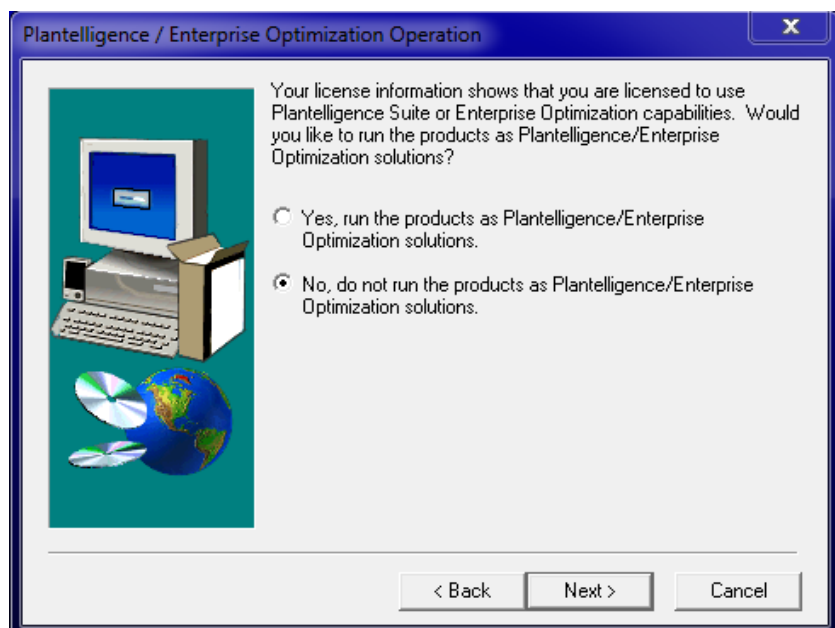 Plantelligence / Enterprise Optimization Operation
X
Your license information shows that you are licensed to use
Plantelligence Suite or Enterprise Optimization capabilities.  Would
you like to run the products as Plantelligence/Enterprise
Optimization solutions?
Yes, run the products as Plantelligence/Enterprise
Optimization solutions.
No, do not run the products as Plantelligence/Enterprise
Optimization solutions.
< Back
Next >
Cancel